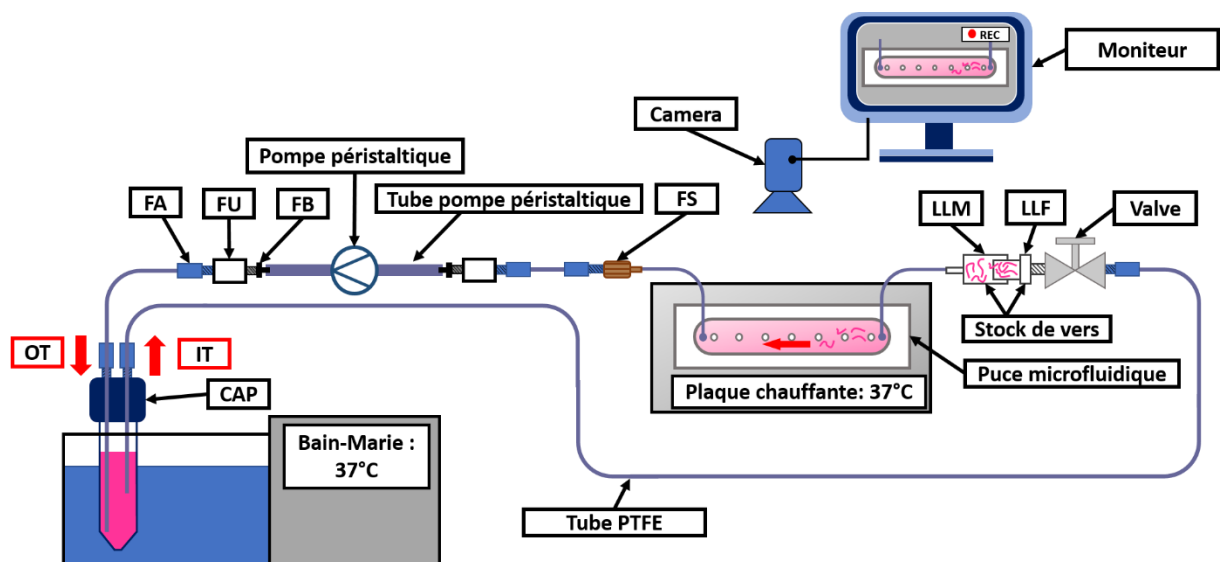 REC
Moniteur
Camera
Pompe péristaltique
Tube pompe péristaltique
FA
FU
FB
FS
LLM
LLF
Valve
Stock de vers
Puce microfluidique
Plaque chauffante: 37°C
OT
IT
CAP
Bain-Marie :
37°C
Tube PTFE